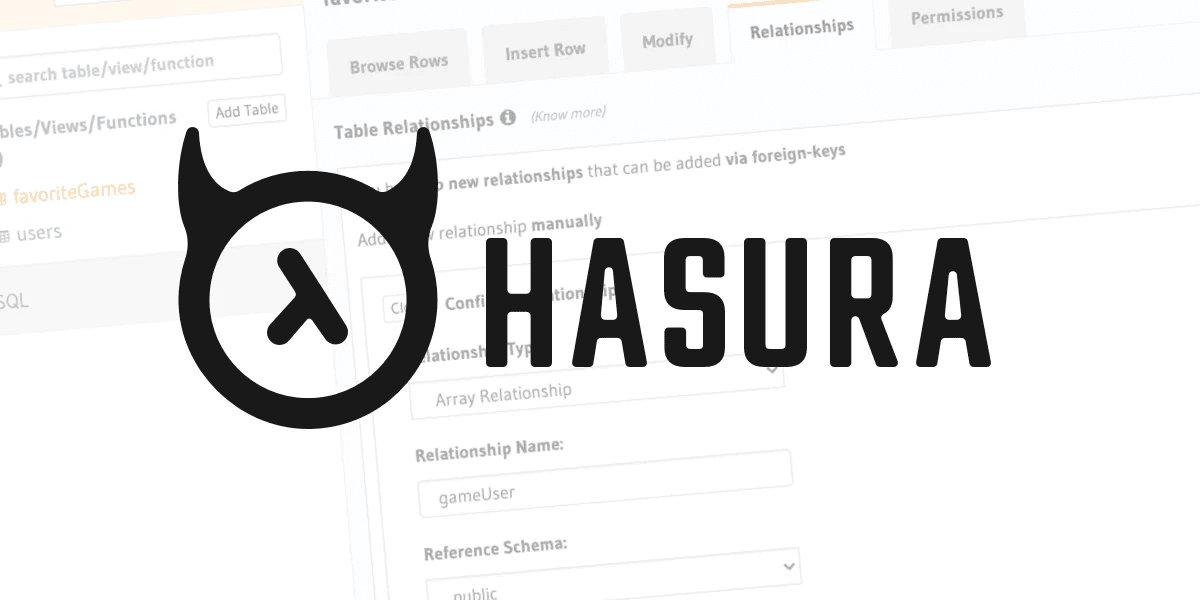 Browse Rows
Insert Row
Modify
Relationships
Permissions
search table/view/function
bles/Views/Functions
Add Table
favoriteGames
users
SQL
Table Relationships
(Know more)
new relationships that can be added via foreign-keys
Add relationship manually
HASURA
Array Relationship
Relationship Name:
gameUser
Reference Schema:
public